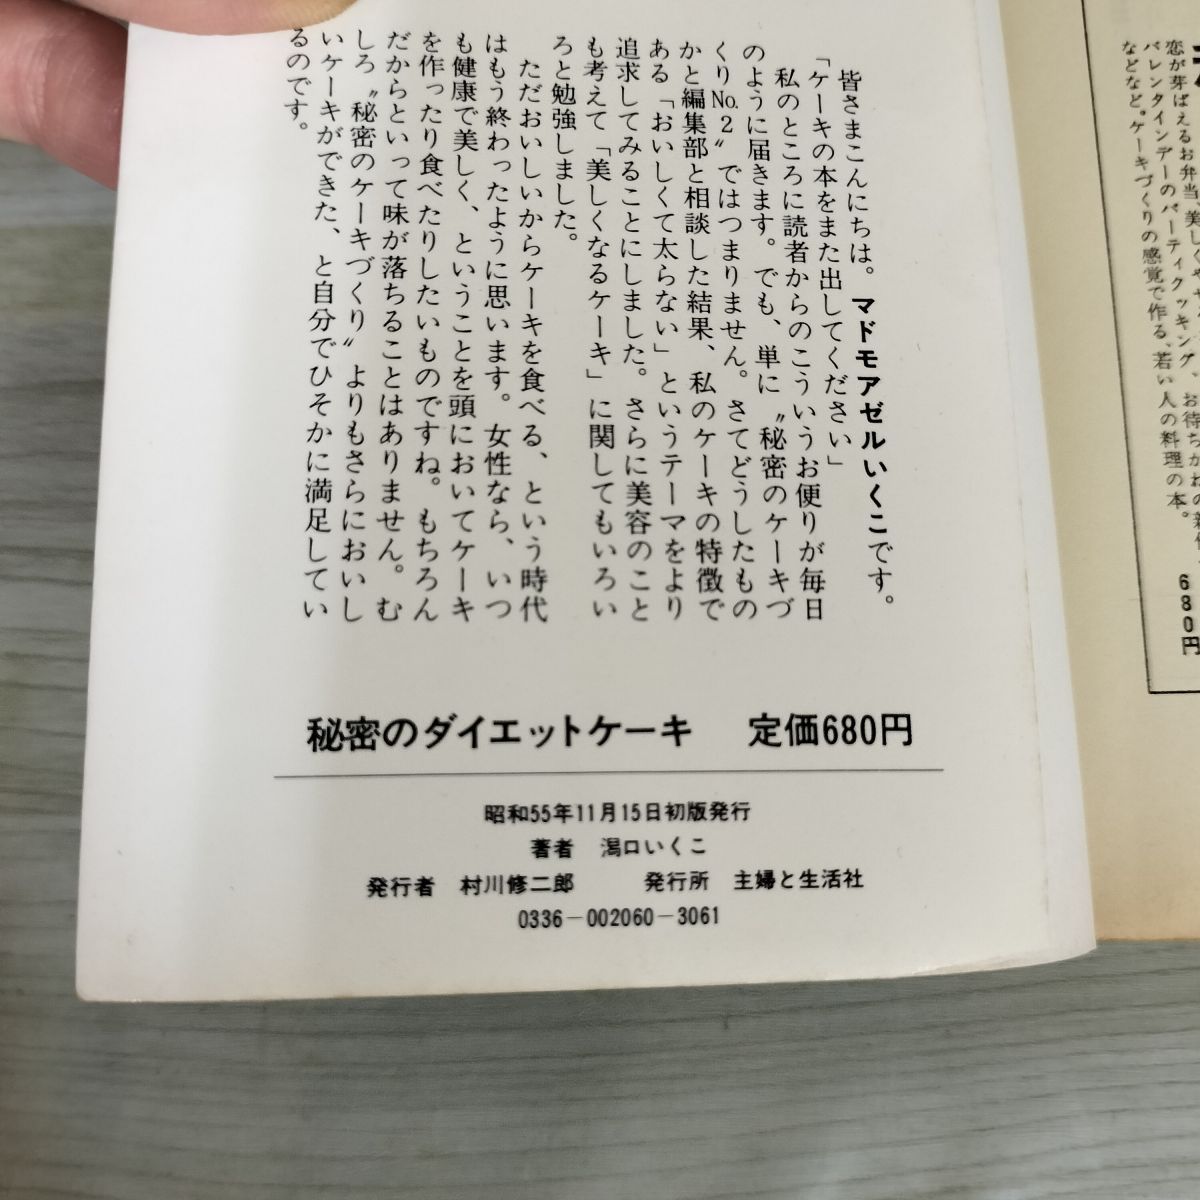 恋が芽ばえるお弁当、美しくや
バレンタインデーのパーティクッキング、お待ちかねの
などなど。ケーキづくりの感覚で作る、若い人の料理の本。
680円
皆さまこんにちは。マドモアゼルいくこです。
「ケーキの本をまた出してください」
私のところに読者からのこういうお便りが毎日
のように届きます。でも、単に〝秘密のケーキづ
くりNo.2〟ではつまりません。さてどうしたもの
かと編集部と相談した結果、私のケーキの特徴で
ある「おいしくて太らない」というテーマをより
追求してみることにしました。さらに美容のこと
も考えて「美しくなるケーキ」に関してもいろい
ろと勉強しました。
ただおいしいからケーキを食べる、という時代
はもう終わったように思います。女性なら、いつ
も健康で美しく、ということを頭においてケーキ
を作ったり食べたりしたいものですね。もちろん
だからといって味が落ちることはありません。む
しろ〝秘密のケーキづくり〟よりもさらにおいし
いケーキができた、と自分でひそかに満足してい
るのです。
秘密のダイエットケーキ 定価680円
昭和55年11月15日初版発行
著者 潟口いくこ
発行者 村川修二郎 発行所 主婦と生活社
0336-002060-3061